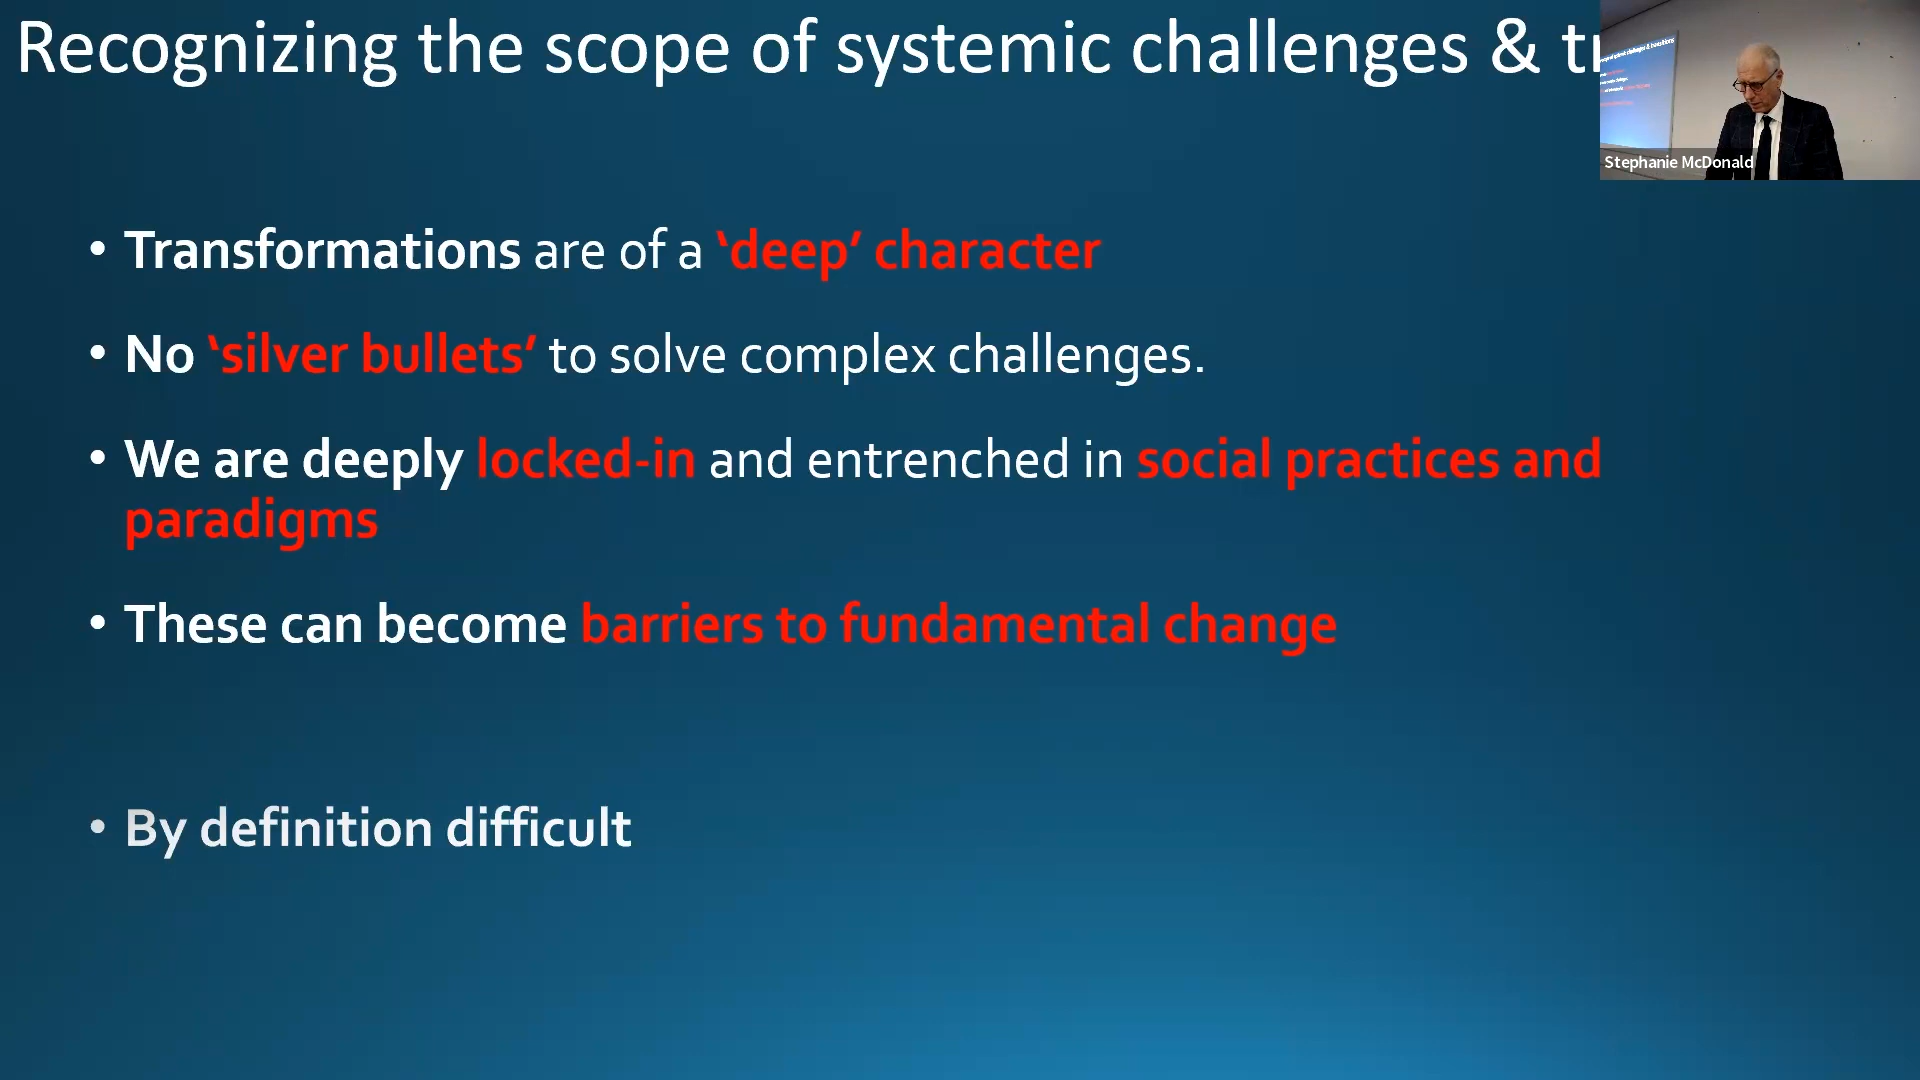 Recognizing the scope of systemic challenges &
Stephanie McDonald
• Transformations are of a ‘deep’ character
• No ‘silver bullets’ to solve complex challenges.
• We are deeply locked-in and entrenched in social practices and
paradigms
• These can become barriers to fundamental change
• By definition difficult